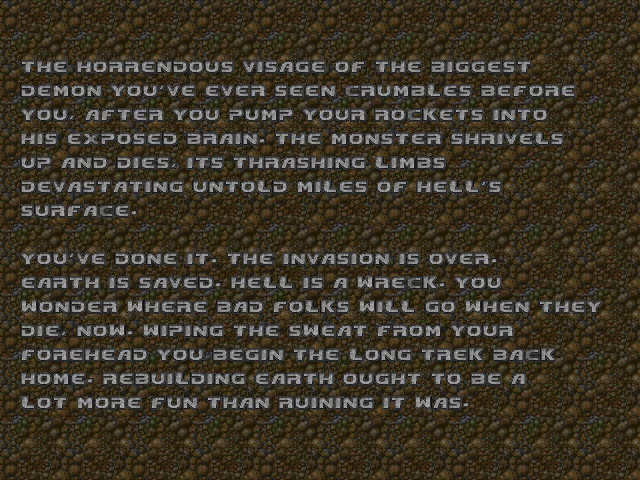 THE HORRENDOUS VISAGE OF THE BIGGEST
DEMON YOU'VE EVER SEEN CRUMBLES BEFORE
YOU, AFTER YOU PUMP YOUR ROCKETS INTO
HIS EXPOSED BRAIN. THE MONSTER SHRIVELS
UP AND DIES, ITS THRASHING LIMBS
DEVASTATING UNTOLD MILES OF HELL'S
SURFACE.

YOU'VE DONE IT. THE INVASION IS OVER.
EARTH IS SAVED. HELL IS A WRECK. YOU
WONDER WHERE BAD FOLKS WILL GO WHEN THEY
DIE, NOW. WIPING THE SWEAT FROM YOUR
FOREHEAD YOU BEGIN THE LONG TREK BACK
HOME. REBUILDING EARTH OUGHT TO BE A
LOT MORE FUN THAN RUINING IT WAS.